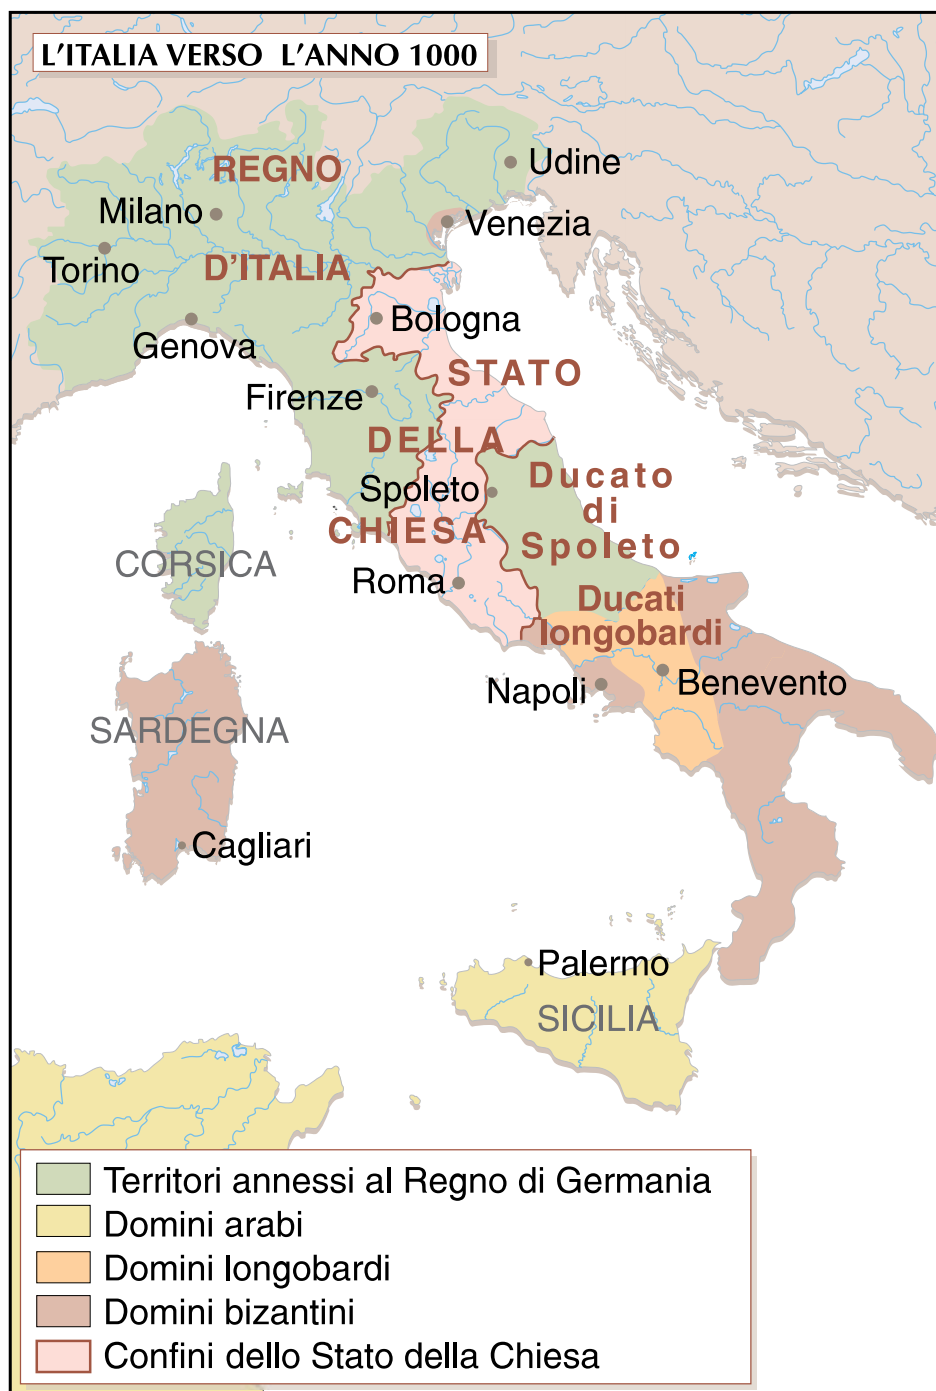 L'ITALIA VERSO L'ANNO 1000
Udine
REGNO
Milano
Venezia
Torino
D'ITALIA
Bologna
Genova
STATO
Firenze
DELLA
Spoleto
Ducato
di
Spoleto
CHIESA
CORSICA
Roma
Ducati
longobardi
Napoli
Benevento
SARDEGNA
Cagliari
Palermo
SICILIA
Territori annessi al Regno di Germania
Domini arabi
Domini longobardi
Domini bizantini
Confini dello Stato della Chiesa